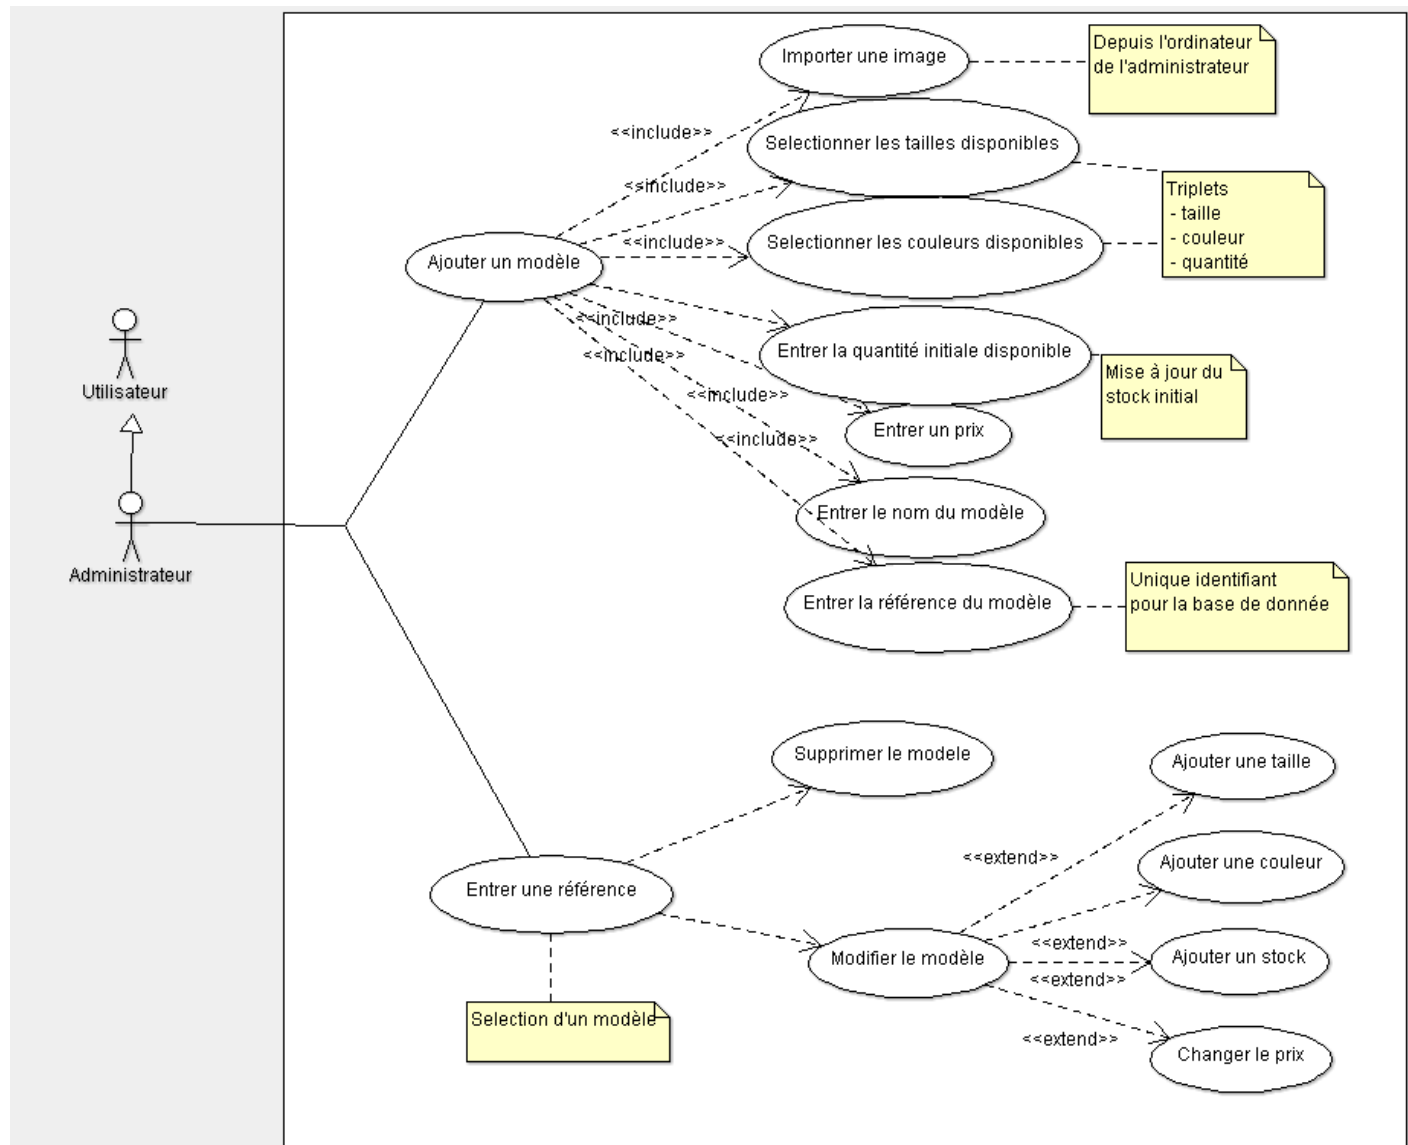 Importer une image
Depuis l'ordinateur
de l'administrateur
<<include>>
Selectionner les tailles disponibles
<<include>>
Triplets
- taille
- couleur
- quantité
<<include>>
Selectionner les couleurs disponibles
Ajouter un modèle
<<include>>
<<include>>
Entrer la quantité initiale disponible
Mise à jour du
stock initial
Utilisateur
<<include>>
Entrer un prix
<<include>>
Entrer le nom du modèle
Administrateur
Unique identifiant
pour la base de donnée
Entrer la référence du modèle
Supprimer le modele
Ajouter une taille
<<extend>>
Ajouter une couleur
Entrer une référence
<<extend>>
Modifier le modèle
Ajouter un stock
<<extend>>
Selection d'un modèle
<<extend>>
Changer le prix